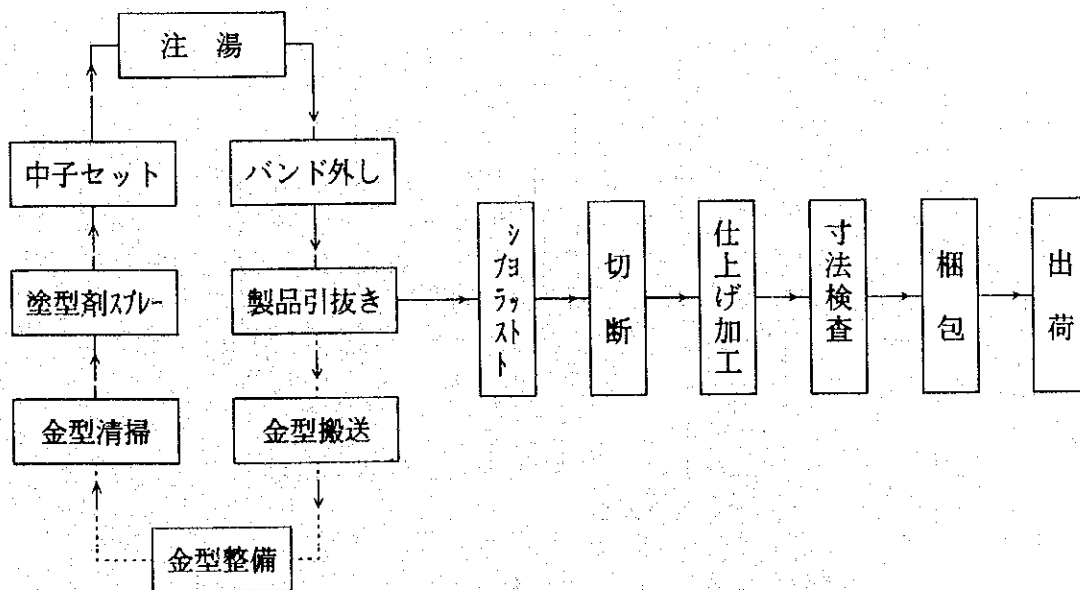 注 湯
中子セット
バンド外し
塗型剤スプレー
製品引抜き
金型清掃
金型搬送
金型整備
ショットブラスト
切断
仕上げ加工
寸法検査
梱包
出荷